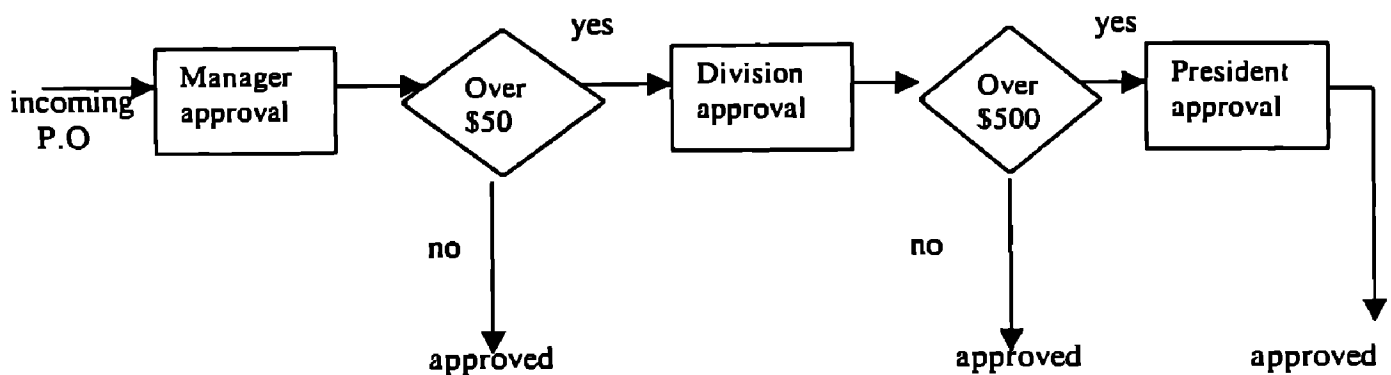 incoming
P.O
Manager
approval
Over
$50
yes
no
approved
Division
approval
Over
$500
yes
no
approved
President
approval
approved